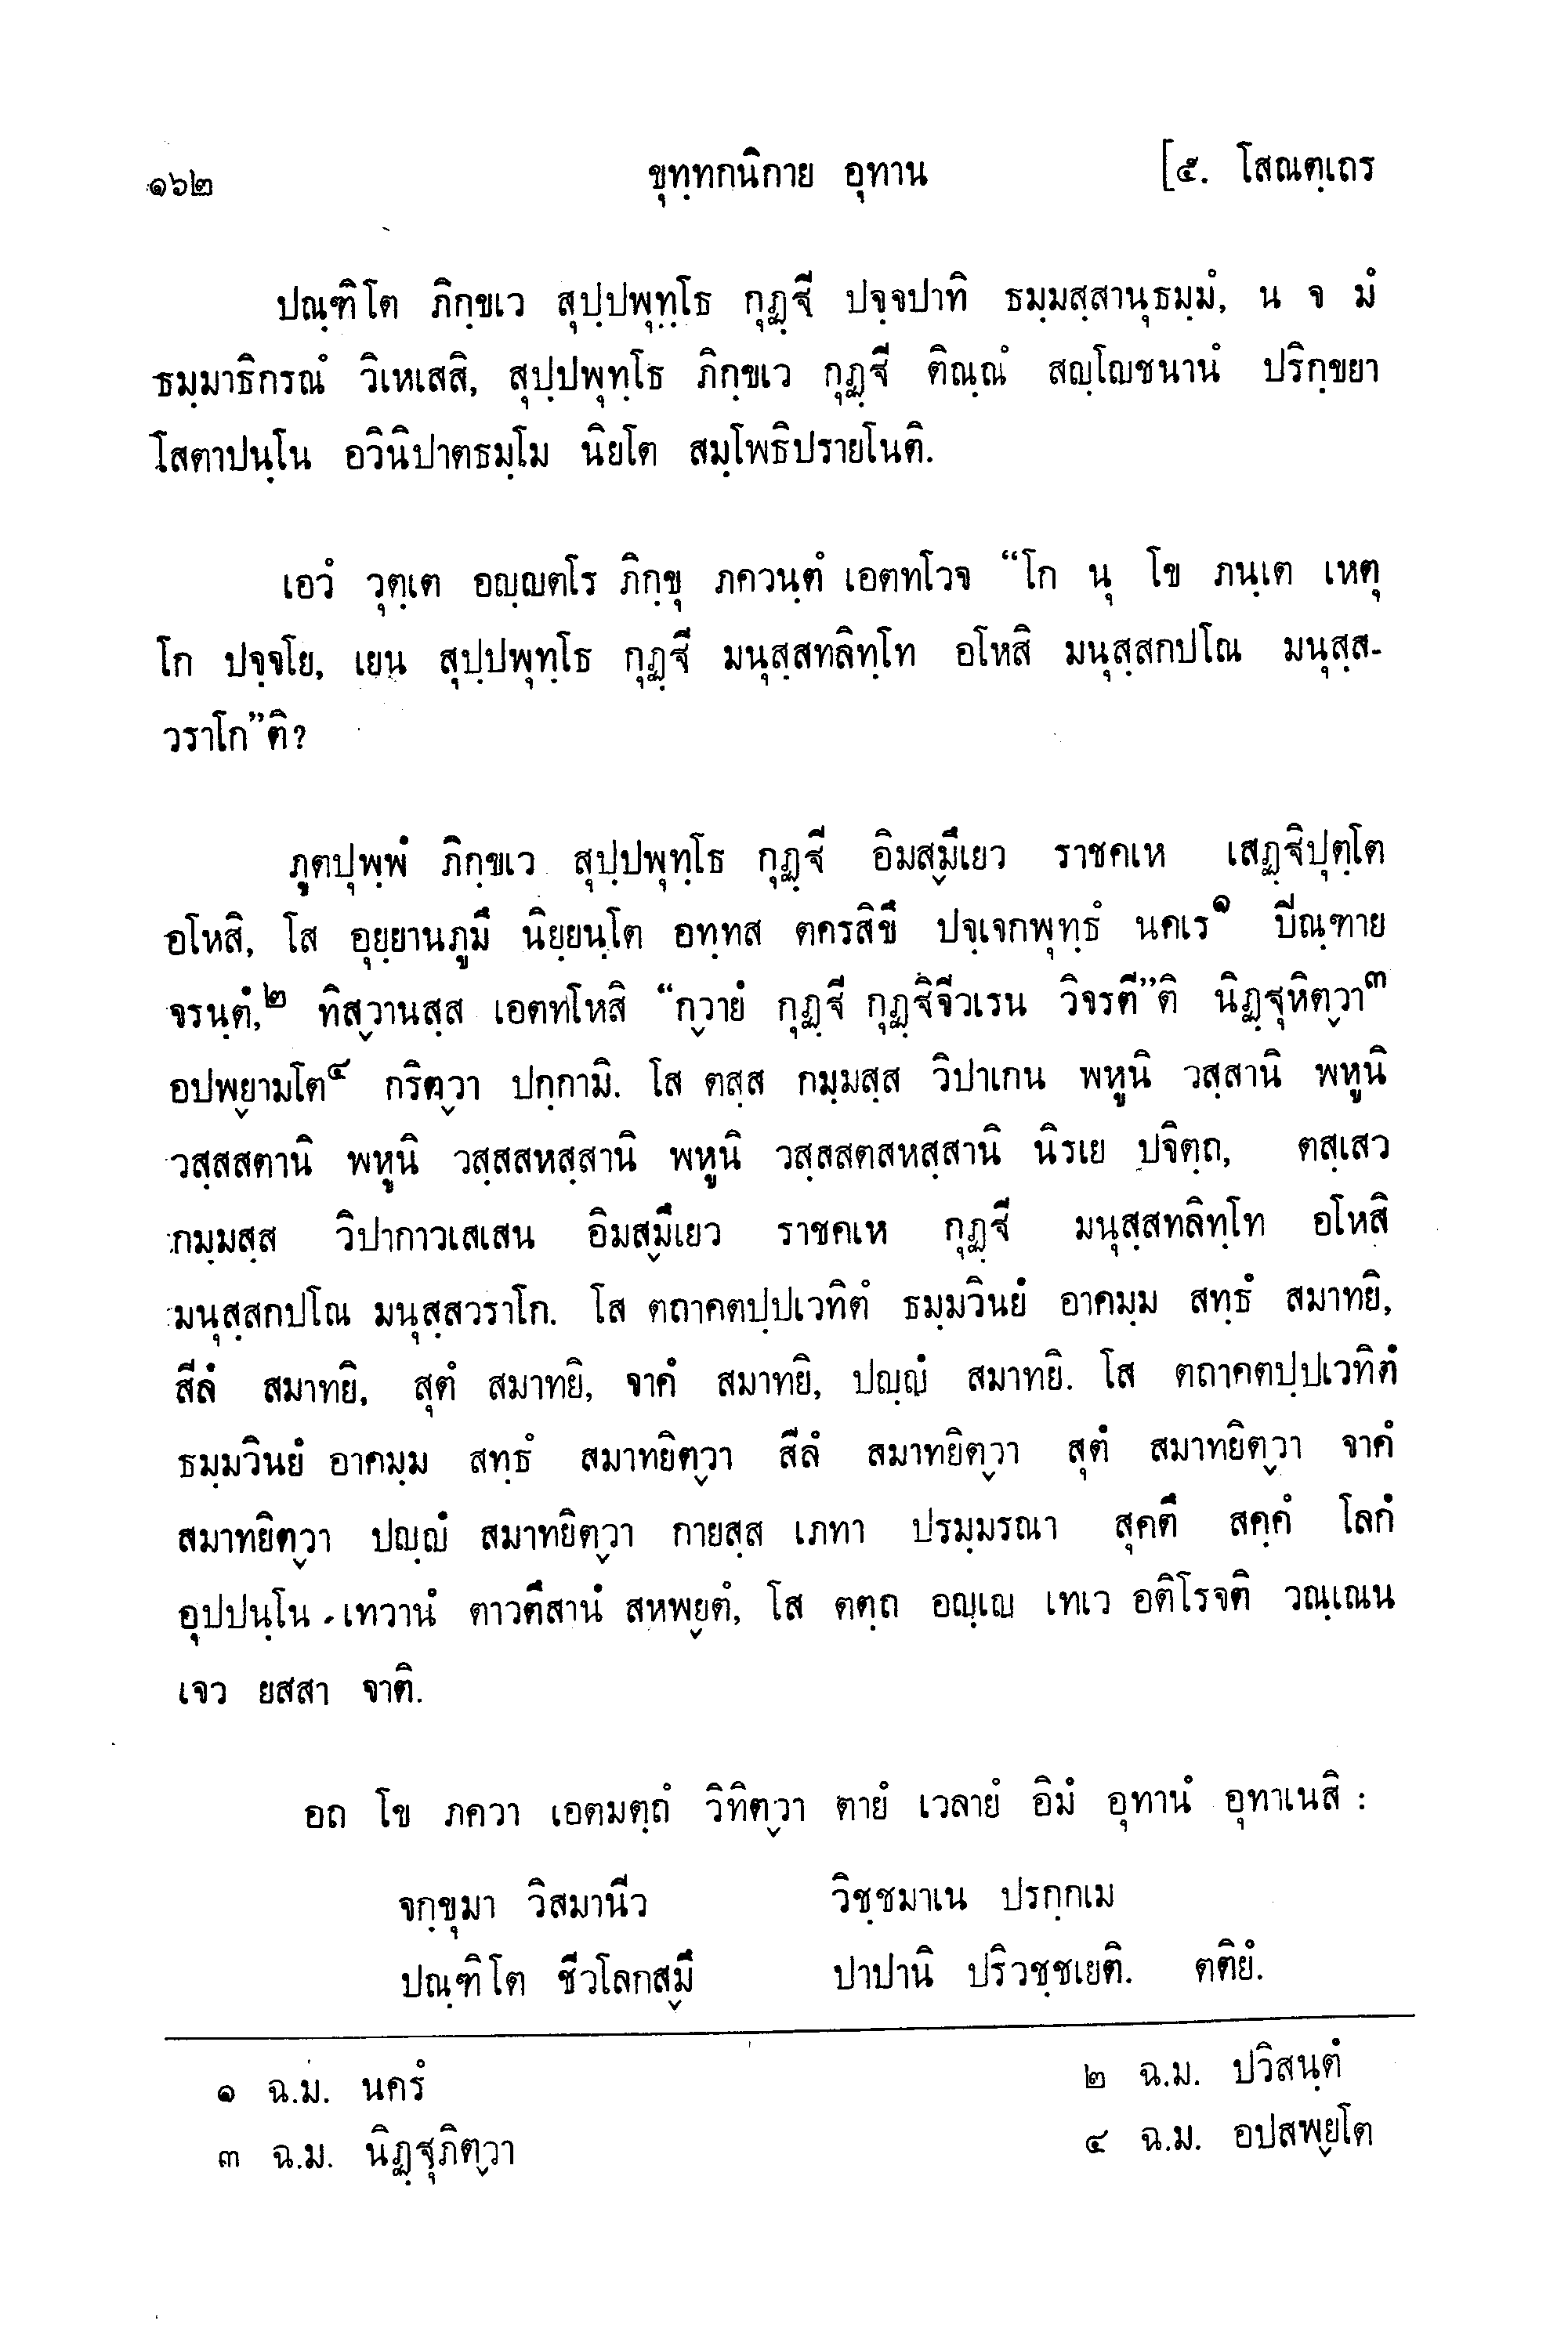 ๑๖๒ ขุทฺทกนิกาย อุทาน [๕. โสณตฺเถร
ปณฺฑิโต ภิกฺขเว สุปฺปพุทฺโธ กุฏฺฐี ปจฺจปาทิ ธมฺมสฺสานุธมฺมํ, น จ มํ
ธมฺมาธิกรณํ วิเหเสสิ, สุปฺปพุทฺโธ ภิกฺขเว กุฏฺฐี ติณฺณํ สญฺโญชนานํ ปริกฺขยา
โสตาปนฺโน อวินิปาตธมฺโม นิยโต สมฺโพธิปรายโนติ.
เอวํ วุตฺเต อญฺญตโร ภิกฺขุ ภควนฺตํ เอตทโวจ “โก นุ โข ภนฺเต เหตุ
โก ปจฺจโย, เยน สุปฺปพุทฺโธ กุฏฺฐี มนุสฺสทลิทฺโท อโหสิ มนุสฺสกปโณ มนุสฺส-
วราโก”ติ?
ภูตปุพฺพํ ภิกฺขเว สุปฺปพุทฺโธ กุฏฺฐี อิมสฺมึเยว ราชคเห เสฏฺฐิปุตฺโต
อโหสิ, โส อุยฺยานภูมึ นิยฺยนฺโต อทฺทส ตครสิขึ ปจฺเจกพุทฺธํ นคเร๑ ปิณฺฑาย
จรนฺตํ,๒ ทิสฺวานสฺส เอตทโหสิ “กฺวายํ กุฏฺฐี กุฏฺฐิจีวเรน วิจรตี”ติ นิฏฺฐุหิตฺวา๓
อปพฺยามโต๔ กริตฺวา ปกฺกามิ. โส ตสฺส กมฺมสฺส วิปาเกน พหูนิ วสฺสานิ พหูนิ
วสฺสสตานิ พหูนิ วสฺสสหสฺสานิ พหูนิ วสฺสสตสหสฺสานิ นิรเย ปจิตฺถ, ตสฺเสว
กมฺมสฺส วิปากาวเสเสน อิมสฺมึเยว ราชคเห กุฏฺฐี มนุสฺสทลิทฺโท อโหสิ
มนุสฺสกปโณ มนุสฺสวราโก. โส ตถาคตปฺปเวทิตํ ธมฺมวินยํ อาคมฺม สทฺธํ สมาทยิ,
สีลํ สมาทยิ, สุตํ สมาทยิ, จาคํ สมาทยิ, ปญฺญํ สมาทยิ. โส ตถาคตปฺปเวทิตํ
ธมฺมวินยํ อาคมฺม สทฺธํ สมาทยิตฺวา สีลํ สมาทยิตฺวา สุตํ สมาทยิตฺวา จาคํ
สมาทยิตฺวา ปญฺญํ สมาทยิตฺวา กายสฺส เภทา ปรมฺมรณา สุคตึ สคฺคํ โลกํ
อุปปนฺโน เทวานํ ตาวตึสานํ สหพฺยตํ, โส ตตฺถ อญฺเญ เทเว อติโรจติ วณฺเณน
เจว ยสสา จาติ.
อถ โข ภควา เอตมตฺถํ วิทิตฺวา ตายํ เวลายํ อิมํ อุทานํ อุทาเนสิ :
จกฺขุมา วิสมานีว วิชฺชมาเน ปรกฺกเม
ปณฺฑิโต ชีวโลกสฺมึ ปาปานิ ปริวชฺชเยติ. ตติยํ.
๑ ฉ.ม. นครํ ๒ ฉ.ม. ปวิสนฺตํ
๓ ฉ.ม. นิฏฺฐุภิตฺวา ๔ ฉ.ม. อปสพฺยโต